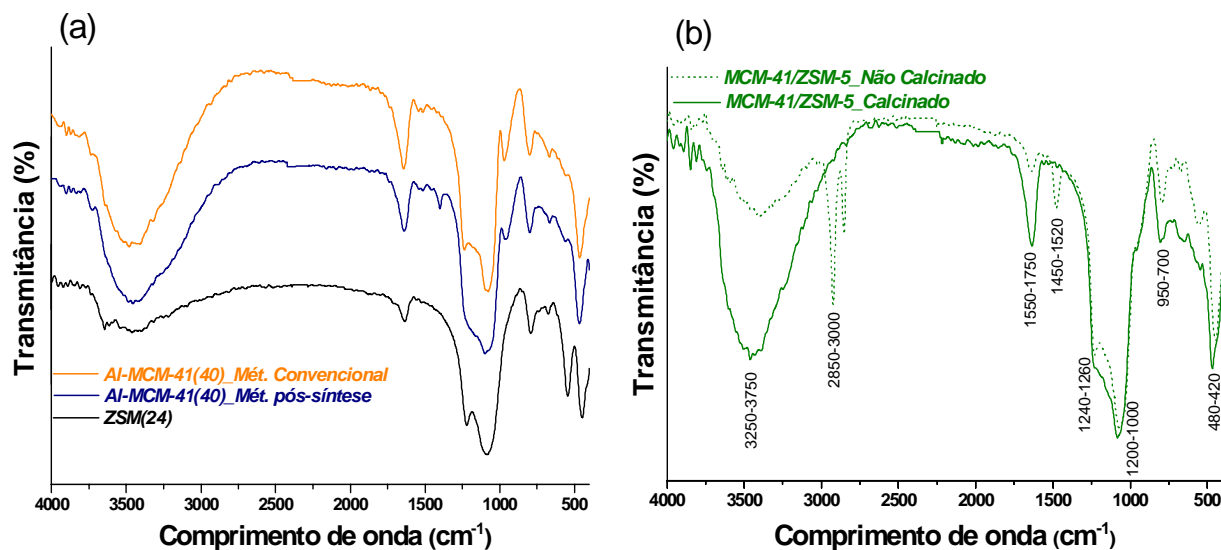 (a)
Transmitância (%)
Al-MCM-41(40)_Mét. Convencional
Al-MCM-41(40)_Mét. pós-síntese
ZSM(24)
4000 3500 3000 2500 2000 1500 1000 500
Comprimento de onda (cm-1)
(b)
Transmitância (%)
MCM-41/ZSM-5_Não Calcinado
MCM-41/ZSM-5_Calcinado
3250-3750
2850-3000
1550-1750
1450-1520
1240-1260
1200-1000
950-700
480-420
4000 3500 3000 2500 2000 1500 1000 500
Comprimento de onda (cm-1)